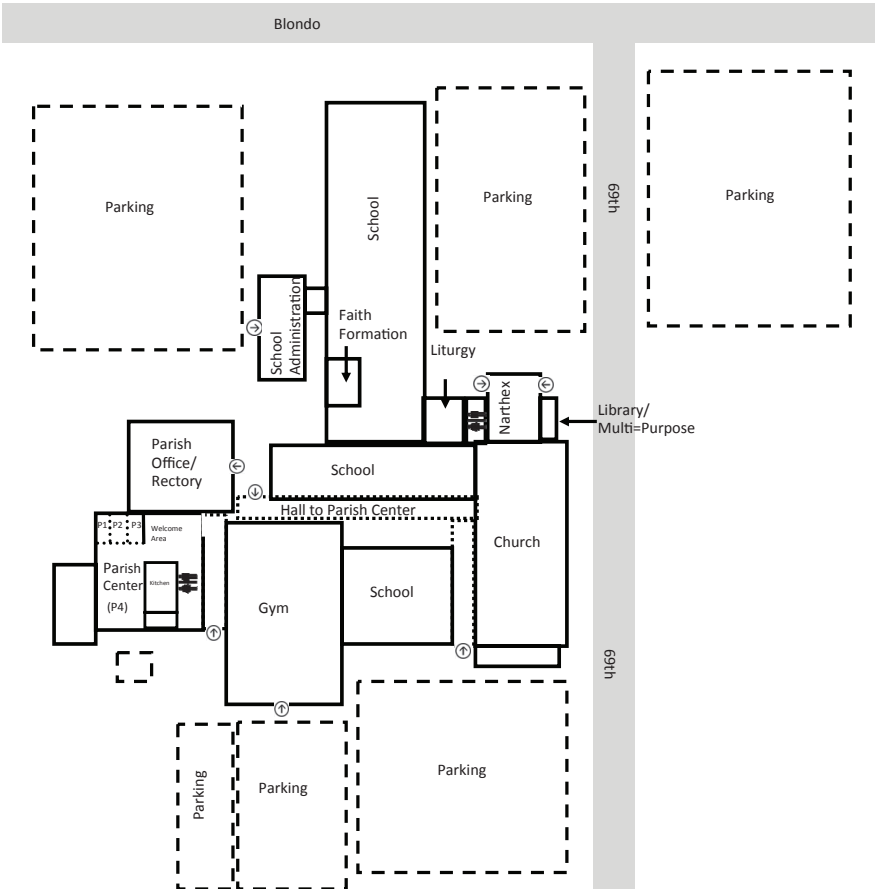 Blondo
Parking
School
Parking
69th
Parking
School
Administration
Faith
Formation
Liturgy
Narthex
Library/
Multi=Purpose
Parish
Office/
Rectory
School
Hall to Parish Center
P1
P2
P3
Welcome
Area
Church
Parish
Center
(P4)
Kitchen
Gym
School
69th
Parking
Parking
Parking